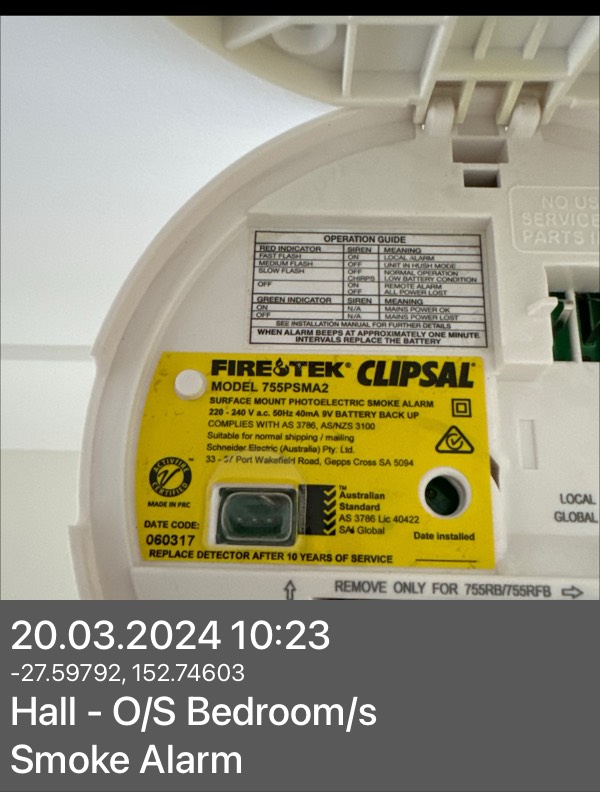 NO US
SERVICE
PARTS I
OPERATION GUIDE
RED INDICATOR SIREN MEANING
FAST FLASH ON LOCAL ALARM
MEDIUM FLASH OFF UNIT IN HUSH MODE
SLOW FLASH OFF NORMAL OPERATION
CHIRPS LOW BATTERY CONDITION
OFF ON REMOTE ALARM
OFF ALL POWER LOST
GREEN INDICATOR SIREN MEANING
ON N/A MAINS POWER OK
OFF N/A MAINS POWER LOST
SEE INSTALLATION MANUAL FOR FURTHER DETAILS
WHEN ALARM BEEPS AT APPROXIMATELY ONE MINUTE
INTERVALS REPLACE THE BATTERY
FIRE TEK® CLIPSAL®
MODEL 755PSMA2
SURFACE MOUNT PHOTOELECTRIC SMOKE ALARM
220 - 240 V a.c. 50Hz 40mA 9V BATTERY BACK UP
COMPLIES WITH AS 3786, AS/NZS 3100
Suitable for normal shipping / mailing
Schneider Electric (Australia) Pty. Ltd.
33 - 37 Port Wakefield Road, Gepps Cross SA 5094
ACTIVFIRE
CERTIFIED
MADE IN PRC
™
Australian
Standard
AS 3786 Lic 40422
SAI Global
DATE CODE:
060317
Date installed
REPLACE DETECTOR AFTER 10 YEARS OF SERVICE
LOCAL
GLOBAL
REMOVE ONLY FOR 755RB/755RFB
20.03.2024 10:23
-27.59792, 152.74603
Hall - O/S Bedroom/s
Smoke Alarm